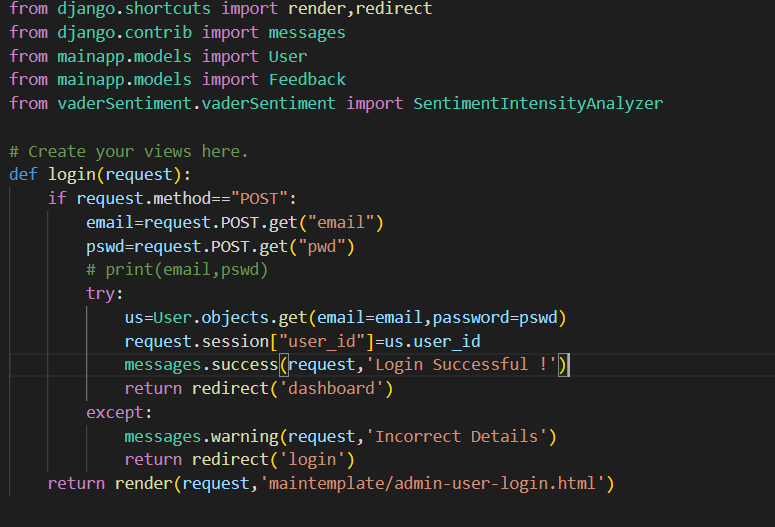 from django.shortcuts import render,redirect
from django.contrib import messages
from mainapp.models import User
from mainapp.models import Feedback
from vaderSentiment.vaderSentiment import SentimentIntensityAnalyzer

# Create your views here.
def login(request):
    if request.method=="POST":
        email=request.POST.get("email")
        pswd=request.POST.get("pwd")
        # print(email,pswd)
        try:
            us=User.objects.get(email=email,password=pswd)
            request.session["user_id"]=us.user_id
            messages.success(request,'Login Successful !')
            return redirect('dashboard')
        except:
            messages.warning(request,'Incorrect Details')
            return redirect('login')
    return render(request,'maintemplate/admin-user-login.html')